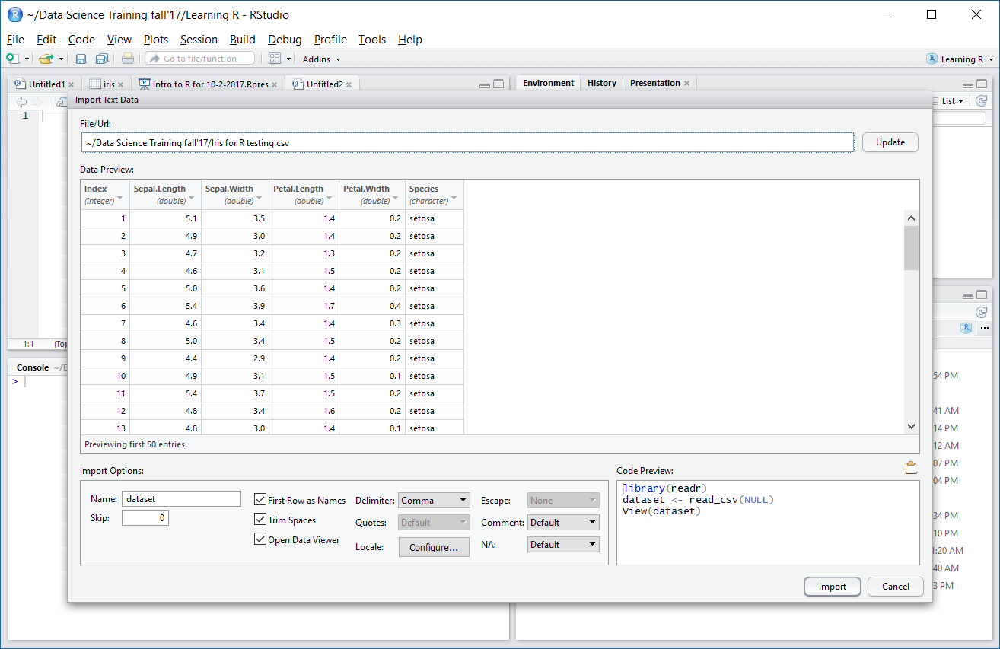 ~/Data Science Training fall'17/Learning R - RStudio
File Edit Code View Plots Session Build Debug Profile Tools Help
Go to file/function Addins Learning R
Untitled1 iris Intro to R for 10-2-2017.Rpres Untitled2 Environment History Presentation
List
Import Text Data
1
File/Url:
~/Data Science Training fall'17/Iris for R testing.csv Update
Data Preview:
Index Sepal.Length Sepal.Width Petal.Length Petal.Width Species
(integer) (double) (double) (double) (double) (character)
1 5.1 3.5 1.4 0.2 setosa
2 4.9 3.0 1.4 0.2 setosa
3 4.7 3.2 1.3 0.2 setosa
4 4.6 3.1 1.5 0.2 setosa
5 5.0 3.6 1.4 0.2 setosa
6 5.4 3.9 1.7 0.4 setosa
7 4.6 3.4 1.4 0.3 setosa
8 5.0 3.4 1.5 0.2 setosa
9 4.4 2.9 1.4 0.2 setosa
10 4.9 3.1 1.5 0.1 setosa
11 5.4 3.7 1.5 0.2 setosa
12 4.8 3.4 1.6 0.2 setosa
13 4.8 3.0 1.4 0.1 setosa
Previewing first 50 entries.
1:1 (Top
Console ~/D
>
54 PM
41 AM
14 PM
12 AM
07 PM
04 PM
34 PM
10 PM
1:20 AM
40 AM
3 PM
Import Options:
Name: dataset
Skip: 0
First Row as Names
Trim Spaces
Open Data Viewer
Delimiter: Comma
Quotes: Default
Locale: Configure...
Escape: None
Comment: Default
NA: Default
Code Preview:
library(readr)
dataset <- read_csv(NULL)
View(dataset)
Import Cancel